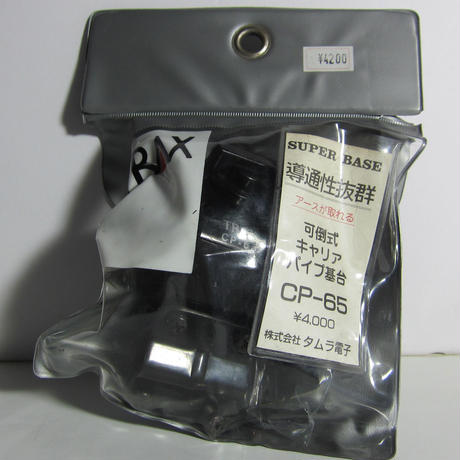 ¥4200
SUPER BASE
導通性抜群
アースが取れる
可倒式
キャリア
パイプ基台
CP-65
¥4,000
株式会社 タムラ電子